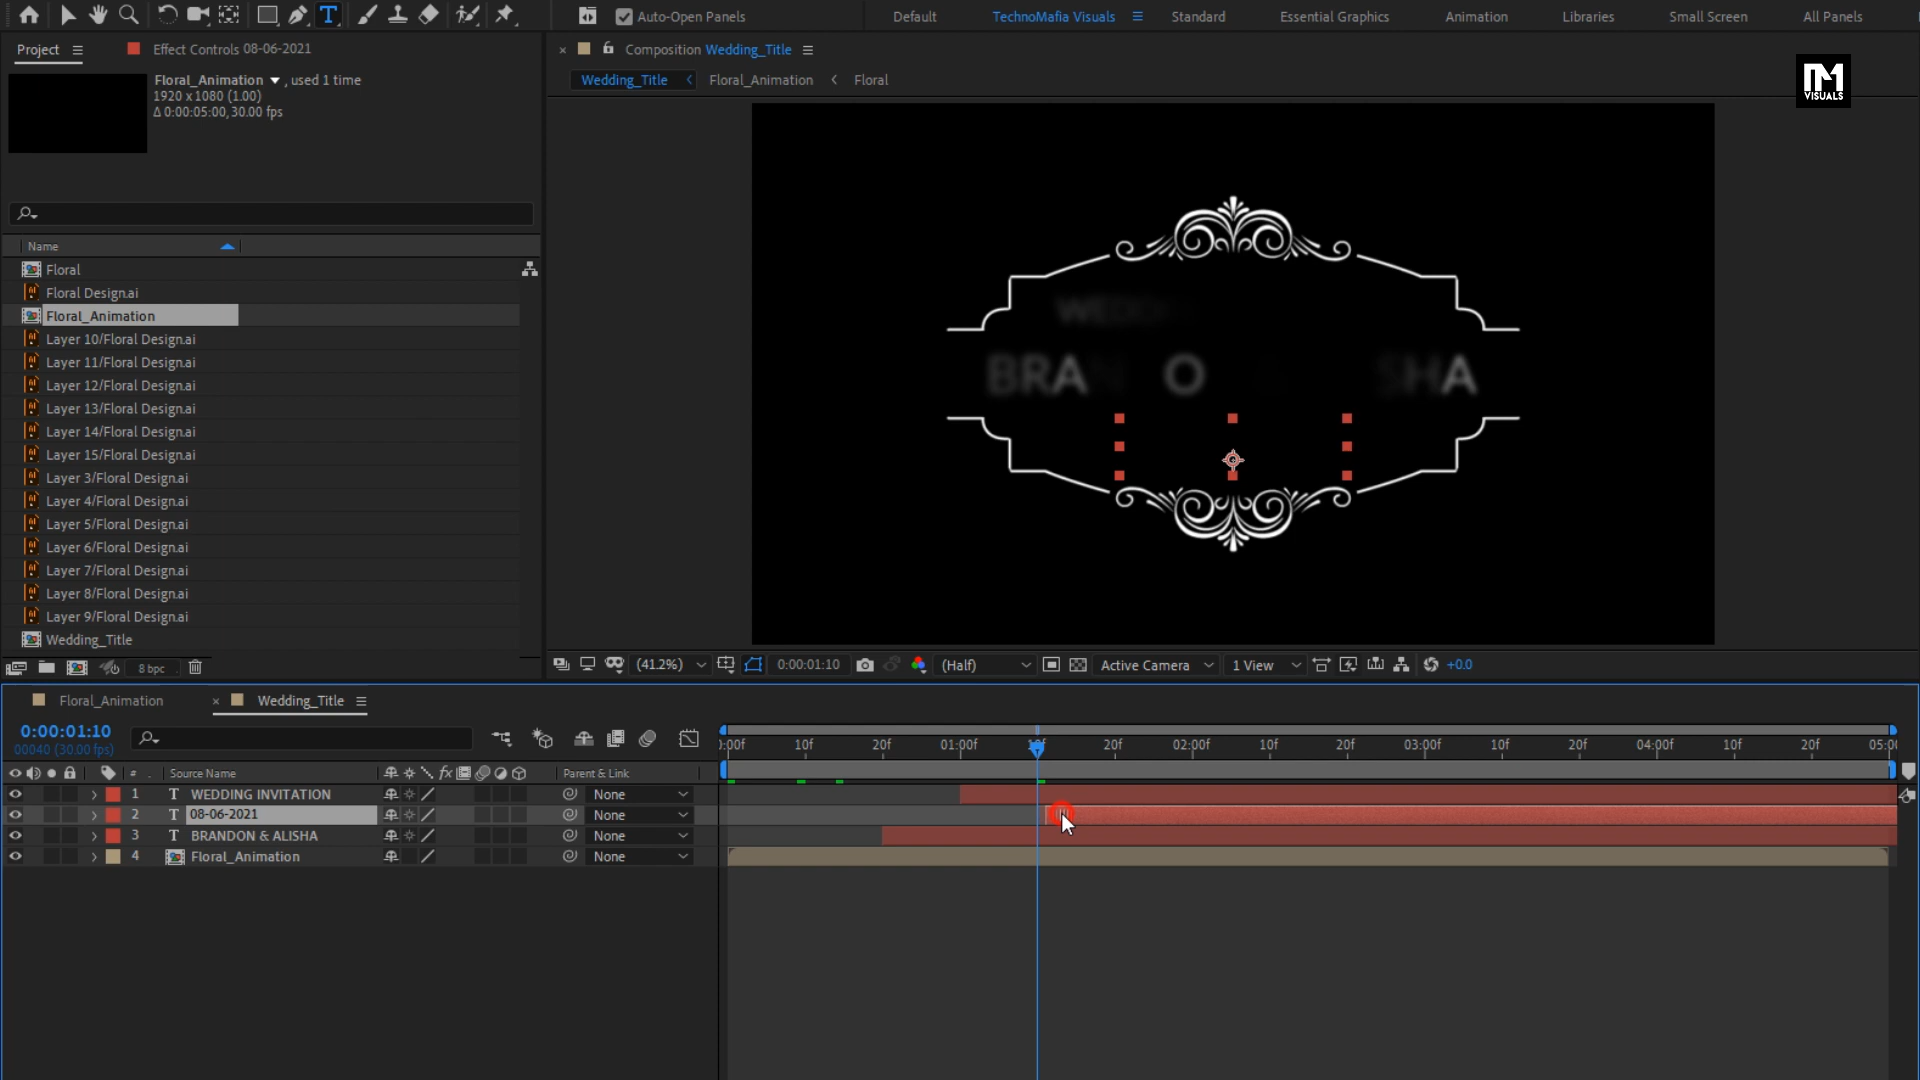 Auto-Open Panels
Default
TechnoMafia Visuals
Standard
Essential Graphics
Animation
Libraries
Small Screen
All Panels
Project
Effect Controls 08-06-2021
Composition Wedding_Title
Floral_Animation , used 1 time
1920 x 1080 (1.00)
Δ 0:00:05:00, 30.00 fps
Wedding_Title
Floral_Animation
Floral
VISUALS
Name
Floral
Floral Design.ai
Floral_Animation
Layer 10/Floral Design.ai
Layer 11/Floral Design.ai
Layer 12/Floral Design.ai
Layer 13/Floral Design.ai
Layer 14/Floral Design.ai
Layer 15/Floral Design.ai
Layer 3/Floral Design.ai
Layer 4/Floral Design.ai
Layer 5/Floral Design.ai
Layer 6/Floral Design.ai
Layer 7/Floral Design.ai
Layer 8/Floral Design.ai
Layer 9/Floral Design.ai
Wedding_Title
BRAN O SHA
8 bpc
(41.2%)
0:00:01:10
(Half)
Active Camera
1 View
+0.0
Floral_Animation
Wedding_Title
0:00:01:10
00040 (30.00 fps)
):00f 10f 20f 01:00f 20f 02:00f 10f 20f 03:00f 10f 20f 04:00f 10f 20f 05:0
# Source Name
fx
Parent & Link
1 T WEDDING INVITATION None
2 T 08-06-2021 None
3 T BRANDON & ALISHA None
4 Floral_Animation None